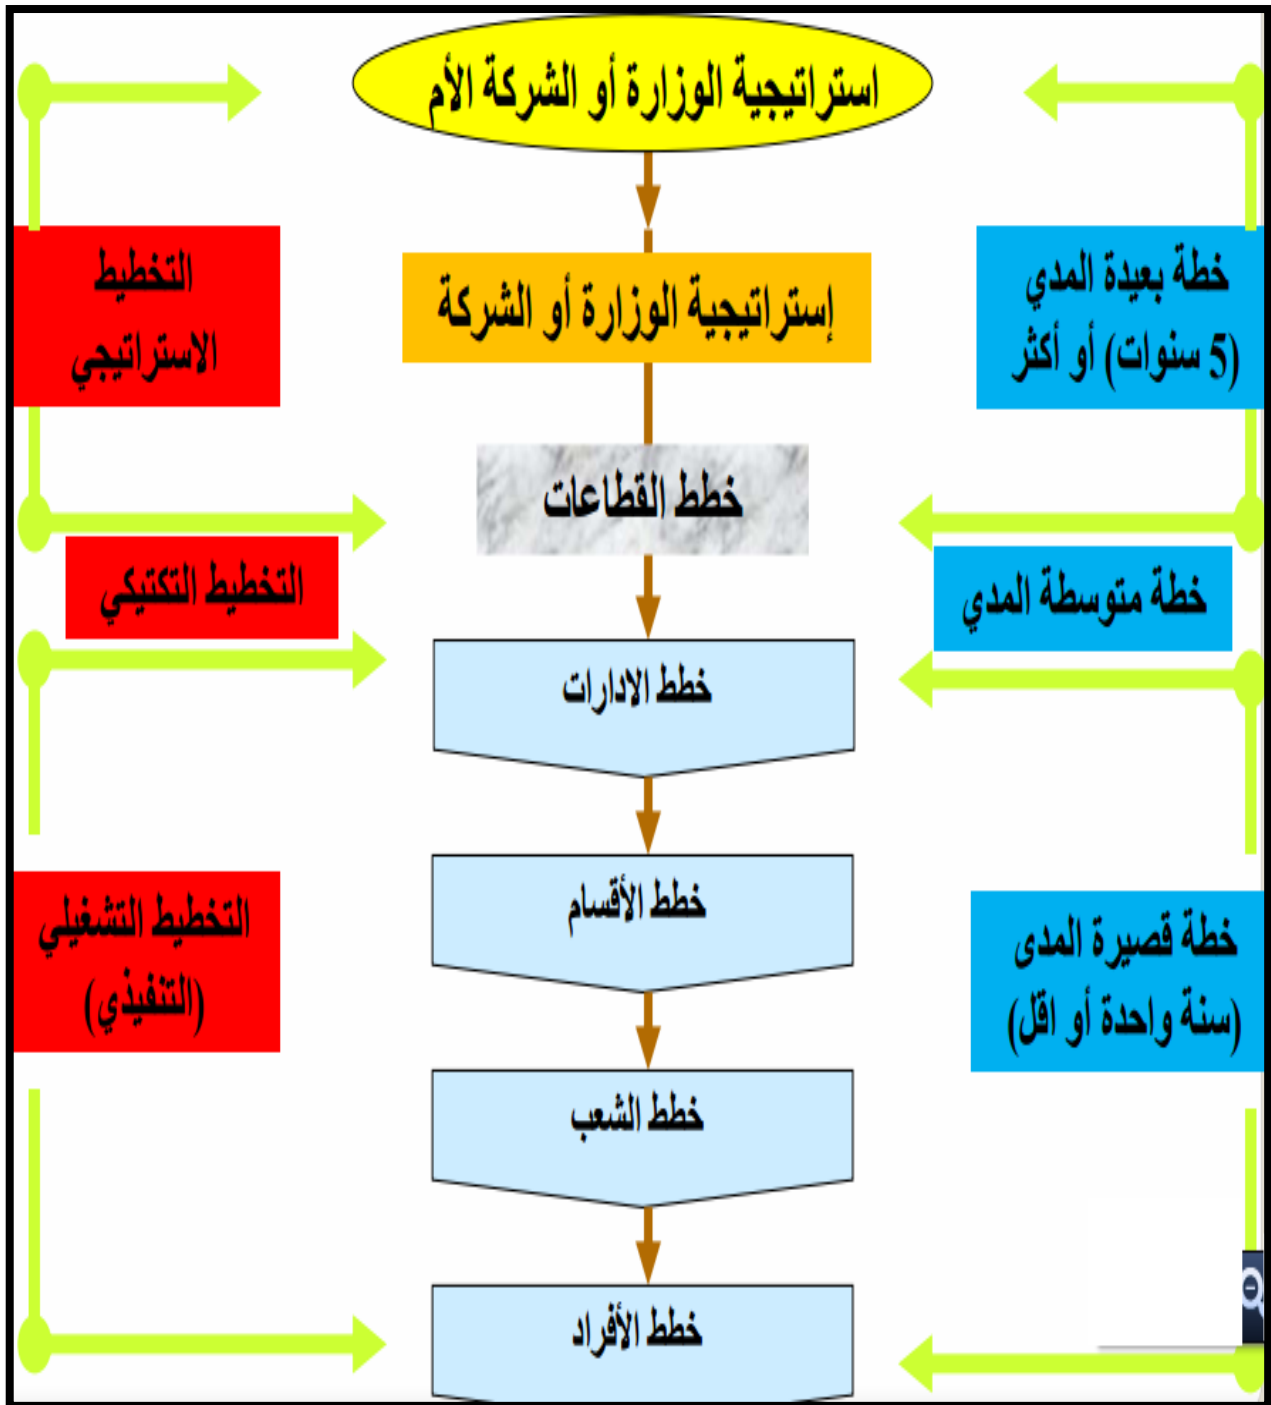 استراتيجية الوزارة أو الشركة الأم
خطة بعيدة المدي
(5 سنوات) أو أكثر
إستراتيجية الوزارة أو الشركة
التخطيط
الاستراتيجي
خطط القطاعات
خطة متوسطة المدي
التخطيط التكتيكي
خطط الادارات
خطط الأقسام
خطة قصيرة المدى
(سنة واحدة أو اقل)
التخطيط التشغيلي
(التنفيذي)
خطط الشعب
خطط الأفراد